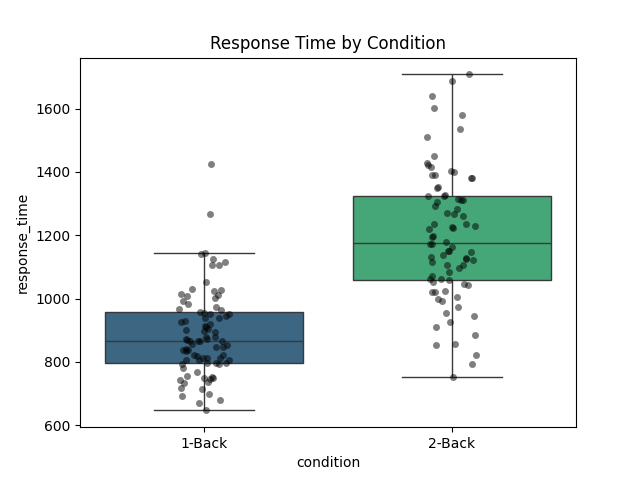 Response Time by Condition
1600
1400
1200
1000
800
600
response_time
1-Back
2-Back
condition